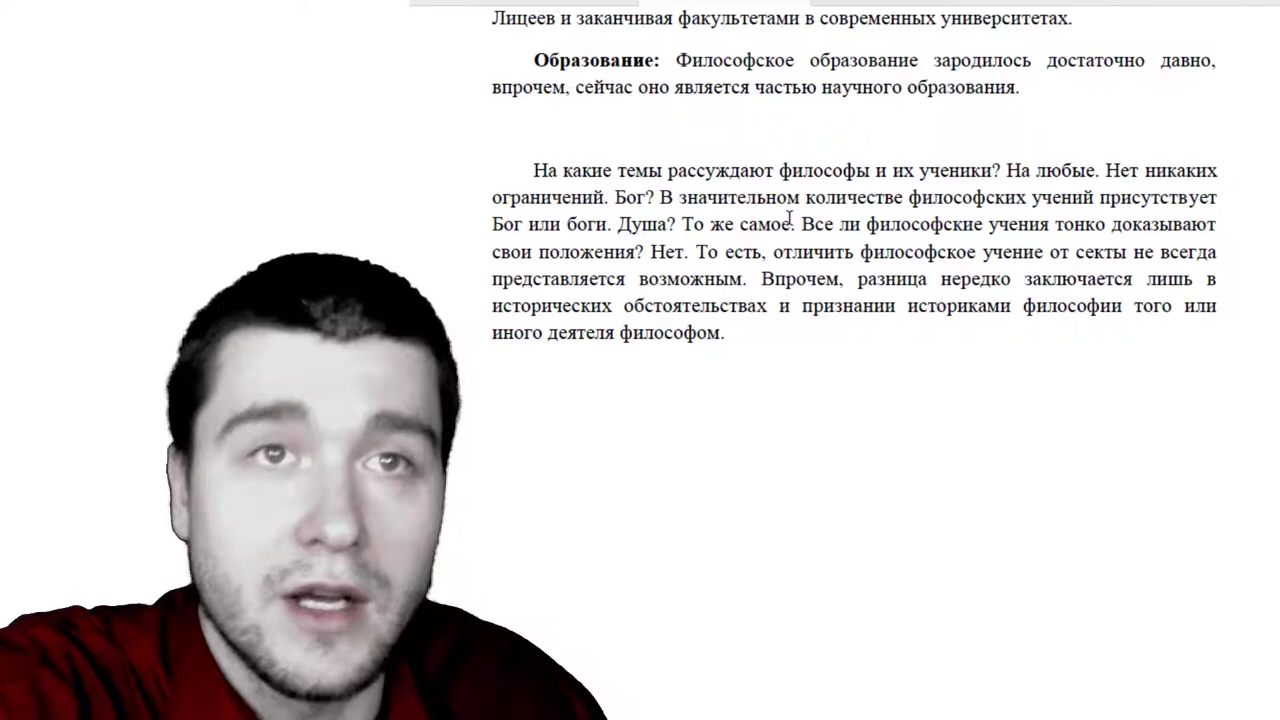 Лицеев и заканчивая факультетами в современных университетах.
Образование: Философское образование зародилось достаточно давно,
впрочем, сейчас оно является частью научного образования.
На какие темы рассуждают философы и их ученики? На любые. Нет никаких
ограничений. Бог? В значительном количестве философских учений присутствует
Бог или боги. Душа? То же самое. Все ли философские учения тонко доказывают
свои положения? Нет. То есть, отличить философское учение от секты не всегда
представляется возможным. Впрочем, разница нередко заключается лишь в
исторических обстоятельствах и признании историками философии того или
иного деятеля философом.